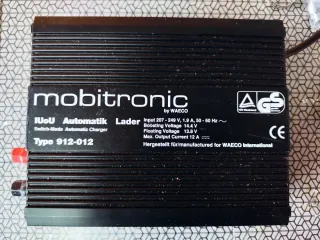 mobitronic
by WAECO
IUoU Automatik Lader
Switch-Mode Automatic Charger
Type 912-012
Input 207 - 249 V, 1.9 A, 50 - 60 Hz ~
Boosting Voltage 14.4 V
Floating Voltage 13.8 V
Max. Output Current 12 A
Hergestellt für/manufactured for WAECO International
GS
CE